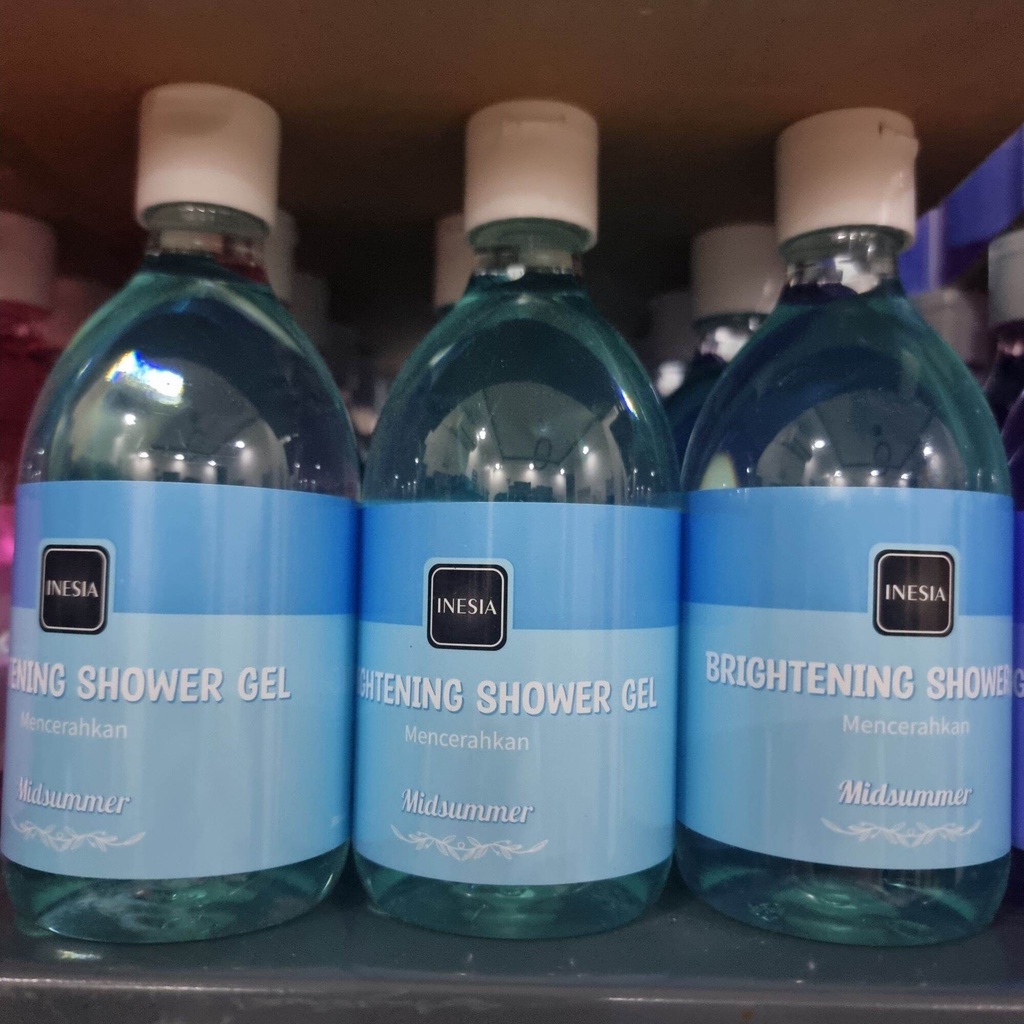 INESIA
ENING SHOWER GEL
Mencerahkan
Midsummer
INESIA
GHTENING SHOWER GEL
Mencerahkan
Midsummer
INESIA
BRIGHTENING SHOWER G
Mencerahkan
Midsummer